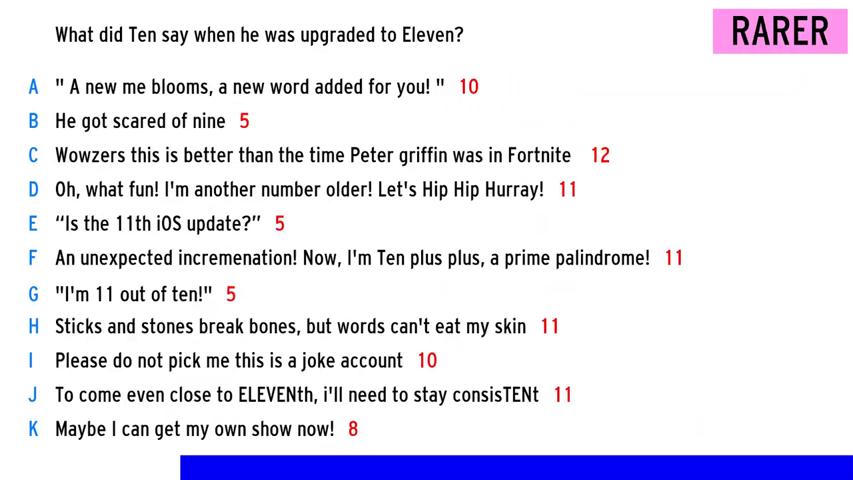 What did Ten say when he was upgraded to Eleven?
RARER
A " A new me blooms, a new word added for you! " 10
B He got scared of nine 5
C Wowzers this is better than the time Peter griffin was in Fortnite 12
D Oh, what fun! I'm another number older! Let's Hip Hip Hurray! 11
E “Is the 11th iOS update?” 5
F An unexpected incremenation! Now, I'm Ten plus plus, a prime palindrome! 11
G "I'm 11 out of ten!" 5
H Sticks and stones break bones, but words can't eat my skin 11
I Please do not pick me this is a joke account 10
J To come even close to ELEVENth, i'll need to stay consisTENt 11
K Maybe I can get my own show now! 8